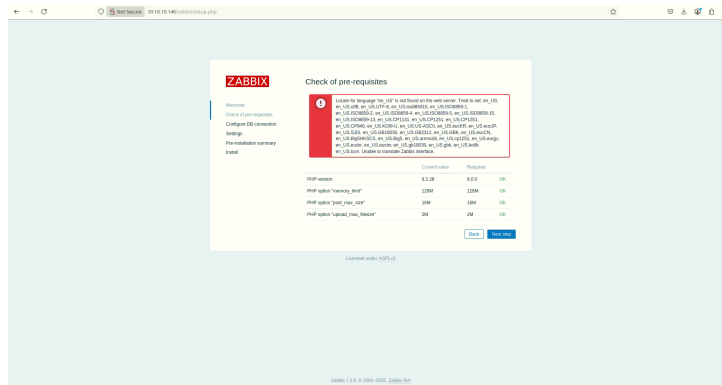 Not Secure 10.10.10.146/zabbix/setup.php
ZABBIX
Check of pre-requisites
Welcome
Check of pre-requisites
Configure DB connection
Settings
Pre-installation summary
Install
Locale for language "en_US" is not found on the web server. Tried to set: en_US,
en_US.utf8, en_US.UTF-8, en_US.iso885915, en_US.ISO8859-1,
en_US.ISO8859-2, en_US.ISO8859-4, en_US.ISO8859-5, en_US.ISO8859-15,
en_US.ISO8859-13, en_US.CP1131, en_US.CP1251, en_US.CP1251,
en_US.CP949, en_US.KOI8-U, en_US.US-ASCII, en_US.eucKR, en_US.eucJP,
en_US.SJIS, en_US.GB18030, en_US.GB2312, en_US.GBK, en_US.eucCN,
en_US.Big5HKSCS, en_US.Big5, en_US.armscii8, en_US.cp1251, en_US.eucjp,
en_US.euckr, en_US.euctw, en_US.gb18030, en_US.gbk, en_US.koi8r,
en_US.tcvn. Unable to translate Zabbix interface.
Current value Required
PHP version 8.2.28 8.0.0 OK
PHP option "memory_limit" 128M 128M OK
PHP option "post_max_size" 16M 16M OK
PHP option "upload_max_filesize" 2M 2M OK
Back Next step
Licensed under AGPLv3
Zabbix 7.2.6. © 2001–2025, Zabbix SIA